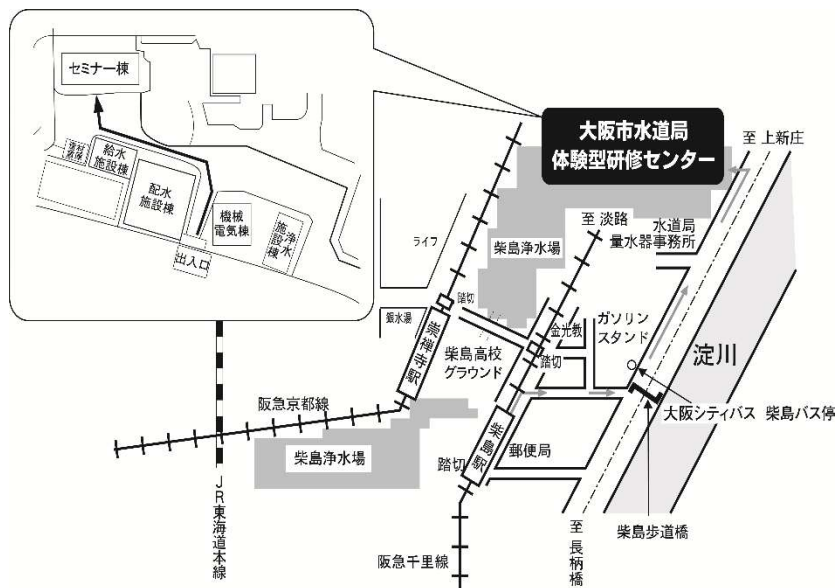 セミナー棟
給水
施設棟
配水
施設棟
機械
電気棟
浄水
施設棟
出入口
大阪市水道局
体験型研修センター
至 上新庄
至 淡路
水道局
量水器事務所
ライフ
柴島浄水場
踏切
銀水湯
崇禅寺駅
柴島高校
グラウンド
金光教
踏切
ガソリン
スタンド
淀川
大阪シティバス 柴島バス停
阪急京都線
柴島浄水場
踏切
柴島駅
郵便局
柴島歩道橋
JR東海道本線
阪急千里線
至 長柄橋